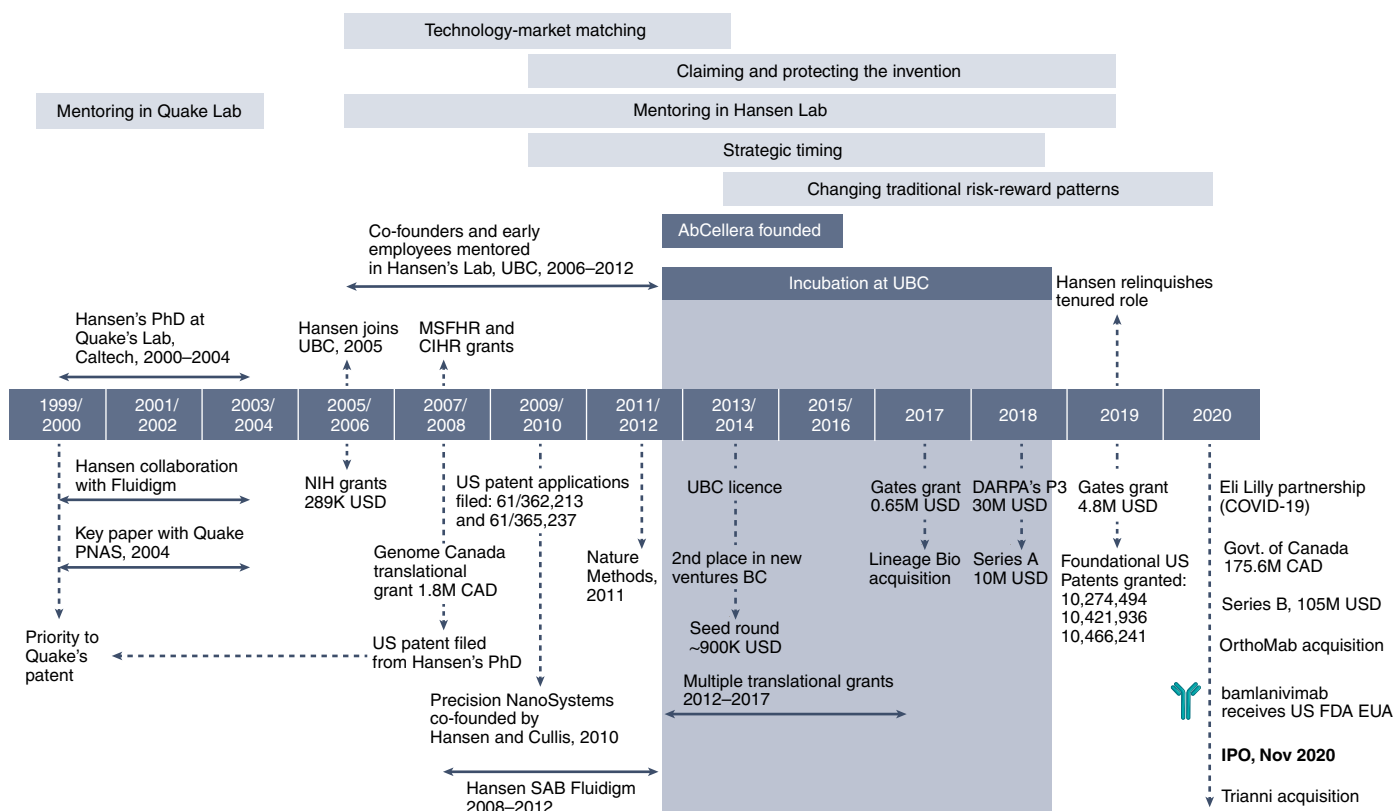 Technology-market matching
Claiming and protecting the invention
Mentoring in Quake Lab
Mentoring in Hansen Lab
Strategic timing
Changing traditional risk-reward patterns
AbCellera founded
Co-founders and early
employees mentored
in Hansen's Lab, UBC, 2006–2012
Incubation at UBC
Hansen relinquishes
tenured role
Hansen's PhD at
Quake's Lab,
Caltech, 2000–2004
Hansen joins
UBC, 2005
MSFHR and
CIHR grants
1999/
2000
2001/
2002
2003/
2004
2005/
2006
2007/
2008
2009/
2010
2011/
2012
2013/
2014
2015/
2016
2017
2018
2019
2020
Hansen collaboration
with Fluidigm
Key paper with Quake
PNAS, 2004
Priority to
Quake's
patent
NIH grants
289K USD
Genome Canada
translational
grant 1.8M CAD
US patent filed
from Hansen's PhD
US patent applications
filed: 61/362,213
and 61/365,237
Precision NanoSystems
co-founded by
Hansen and Cullis, 2010
Hansen SAB Fluidigm
2008–2012
Nature
Methods,
2011
UBC licence
2nd place in new
ventures BC
Seed round
~900K USD
Multiple translational grants
2012–2017
Gates grant
0.65M USD
Lineage Bio
acquisition
DARPA's P3
30M USD
Series A
10M USD
Gates grant
4.8M USD
Foundational US
Patents granted:
10,274,494
10,421,936
10,466,241
Eli Lilly partnership
(COVID-19)
Govt. of Canada
175.6M CAD
Series B, 105M USD
OrthoMab acquisition
bamlanivimab
receives US FDA EUA
IPO, Nov 2020
Trianni acquisition